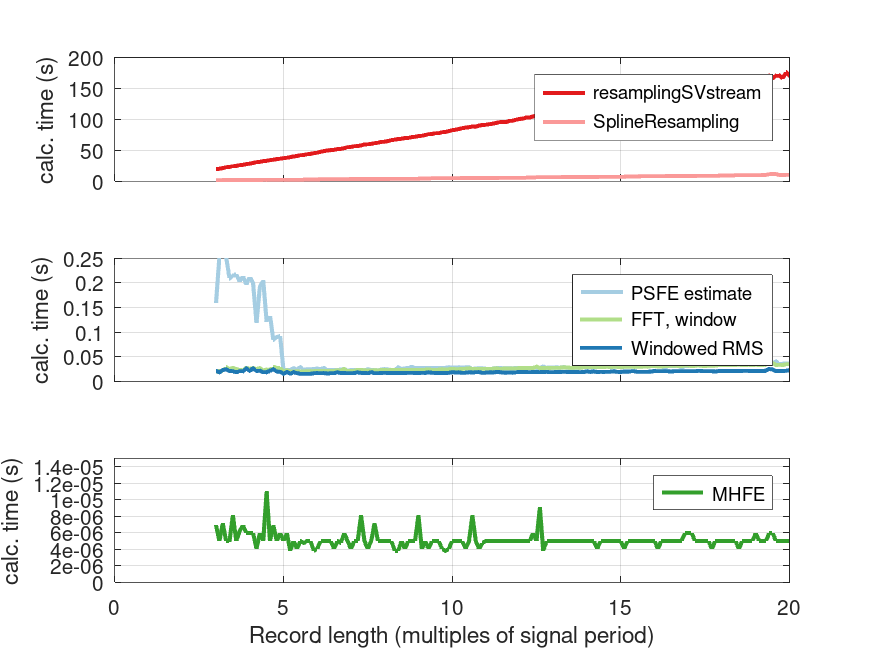 200
150
100
50
0
calc. time (s)
resamplingSVstream
SplineResampling
0.25
0.2
0.15
0.1
0.05
0
calc. time (s)
PSFE estimate
FFT, window
Windowed RMS
1.4e-05
1.2e-05
1e-05
8e-06
6e-06
4e-06
2e-06
0
calc. time (s)
MHFE
0 5 10 15 20
Record length (multiples of signal period)